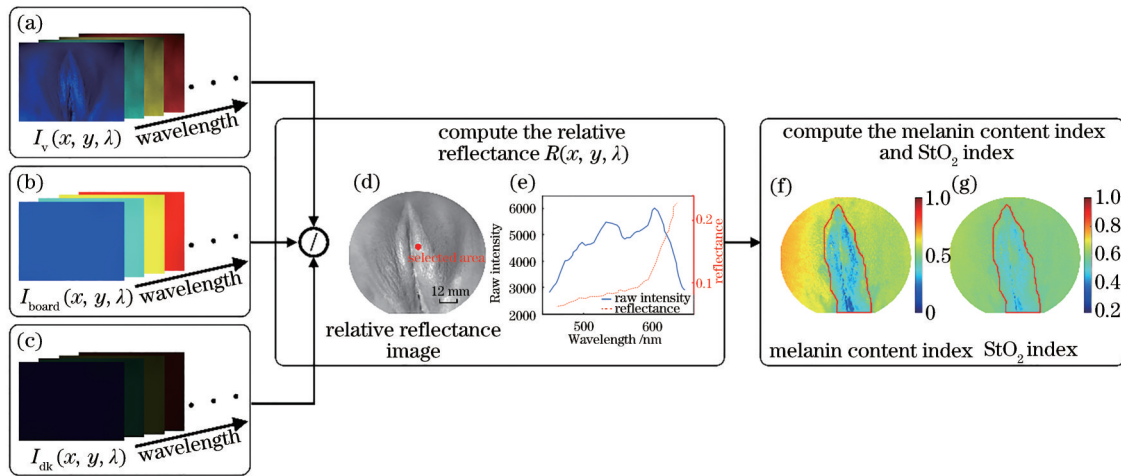 (a)
wavelength
I_v (x, y, λ)
(b)
wavelength
I_board (x, y, λ)
(c)
wavelength
I_dk (x, y, λ)
/
compute the relative
reflectance R(x, y, λ)
(d)
selected area
12 mm
relative reflectance
image
(e)
Raw intensity
6000
5000
4000
3000
2000
500
600
Wavelength /nm
0.2
0.1
reflectance
raw intensity
reflectance
compute the melanin content index
and StO₂ index
(f)
1.0
0.5
0
melanin content index
(g)
1.0
0.8
0.6
0.4
0.2
StO₂ index